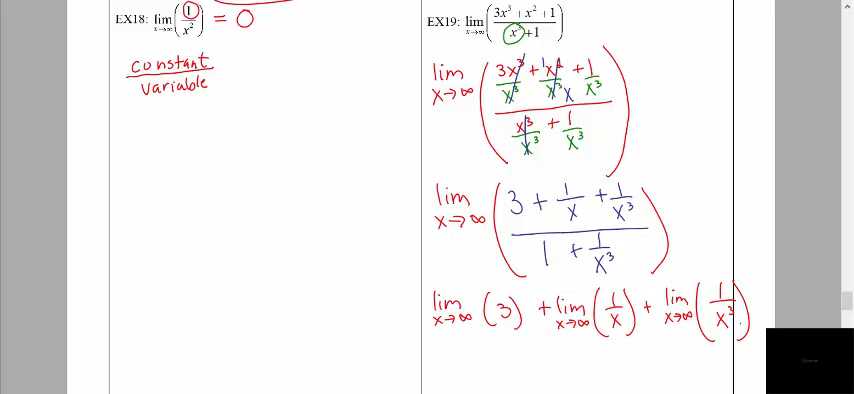 EX18: lim x→∞ (1/x²) = 0
constant
variable
EX19: lim x→∞ ((3x³ + x² + 1)/(x³ + 1))
lim x→∞ ((3x³/x³ + 1x²/x³ x + 1/x³)/(x³/x³ + 1/x³))
lim x→∞ ((3 + 1/x + 1/x³)/(1 + 1/x³))
lim x→∞ (3) + lim x→∞ (1/x) + lim x→∞ (1/x³)